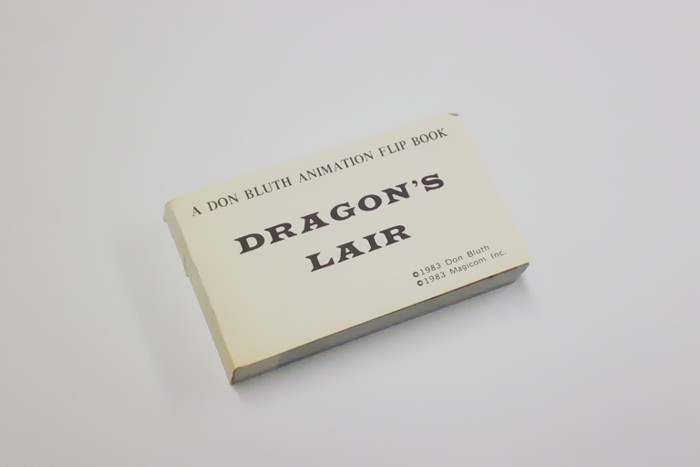 A DON BLUTH ANIMATION FLIP BOOK
DRAGON'S
LAIR
©1983 Don Bluth
©1983 Magicom Inc.